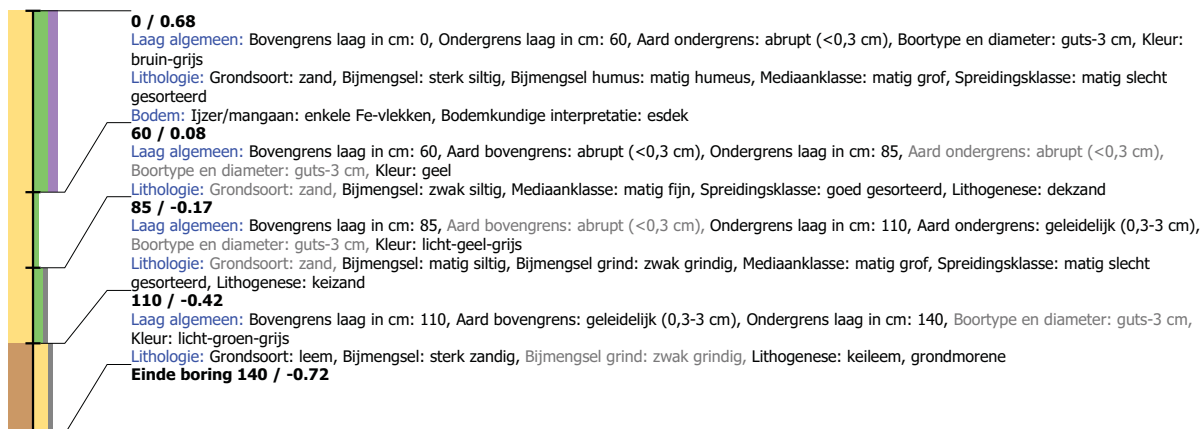 0 / 0.68
Laag algemeen: Bovengrens laag in cm: 0, Ondergrens laag in cm: 60, Aard ondergrens: abrupt (<0,3 cm), Boortype en diameter: guts-3 cm, Kleur:
bruin-grijs
Lithologie: Grondsoort: zand, Bijmengsel: sterk siltig, Bijmengsel humus: matig humeus, Mediaanklasse: matig grof, Spreidingsklasse: matig slecht
gesorteerd
Bodem: Ijzer/mangaan: enkele Fe-vlekken, Bodemkundige interpretatie: esdek
60 / 0.08
Laag algemeen: Bovengrens laag in cm: 60, Aard bovengrens: abrupt (<0,3 cm), Ondergrens laag in cm: 85, Aard ondergrens: abrupt (<0,3 cm),
Boortype en diameter: guts-3 cm, Kleur: geel
Lithologie: Grondsoort: zand, Bijmengsel: zwak siltig, Mediaanklasse: matig fijn, Spreidingsklasse: goed gesorteerd, Lithogenese: dekzand
85 / -0.17
Laag algemeen: Bovengrens laag in cm: 85, Aard bovengrens: abrupt (<0,3 cm), Ondergrens laag in cm: 110, Aard ondergrens: geleidelijk (0,3-3 cm),
Boortype en diameter: guts-3 cm, Kleur: licht-geel-grijs
Lithologie: Grondsoort: zand, Bijmengsel: matig siltig, Bijmengsel grind: zwak grindig, Mediaanklasse: matig grof, Spreidingsklasse: matig slecht
gesorteerd, Lithogenese: keizand
110 / -0.42
Laag algemeen: Bovengrens laag in cm: 110, Aard bovengrens: geleidelijk (0,3-3 cm), Ondergrens laag in cm: 140, Boortype en diameter: guts-3 cm,
Kleur: licht-groen-grijs
Lithologie: Grondsoort: leem, Bijmengsel: sterk zandig, Bijmengsel grind: zwak grindig, Lithogenese: keileem, grondmorene
Einde boring 140 / -0.72